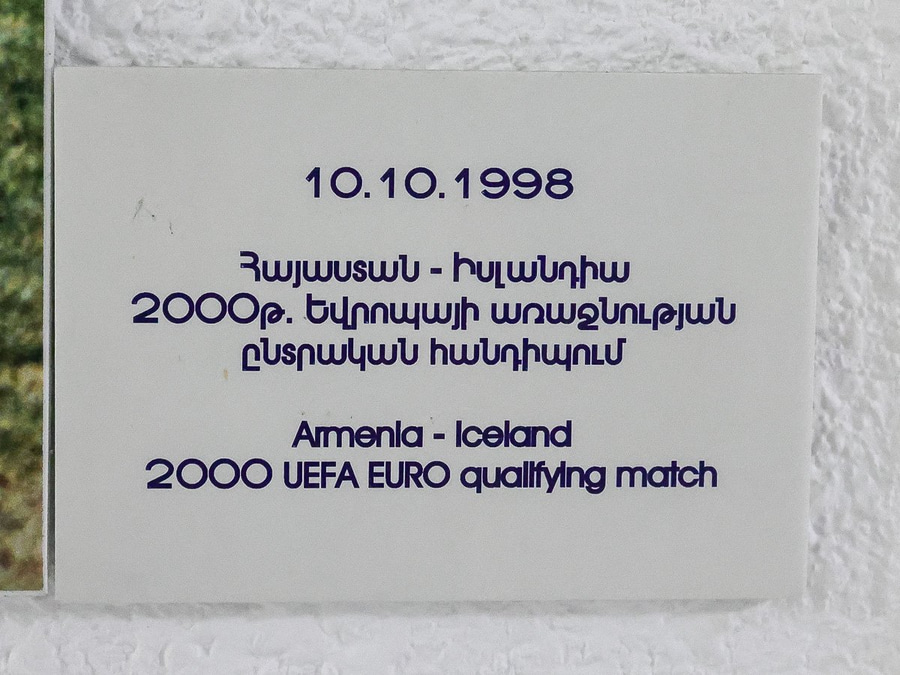 10.10.1998
Հայաստան - Իսլանդիա
2000թ. Եվրոպայի առաջնության
ընտրական հանդիպում
Armenia - Iceland
2000 UEFA EURO qualifying match